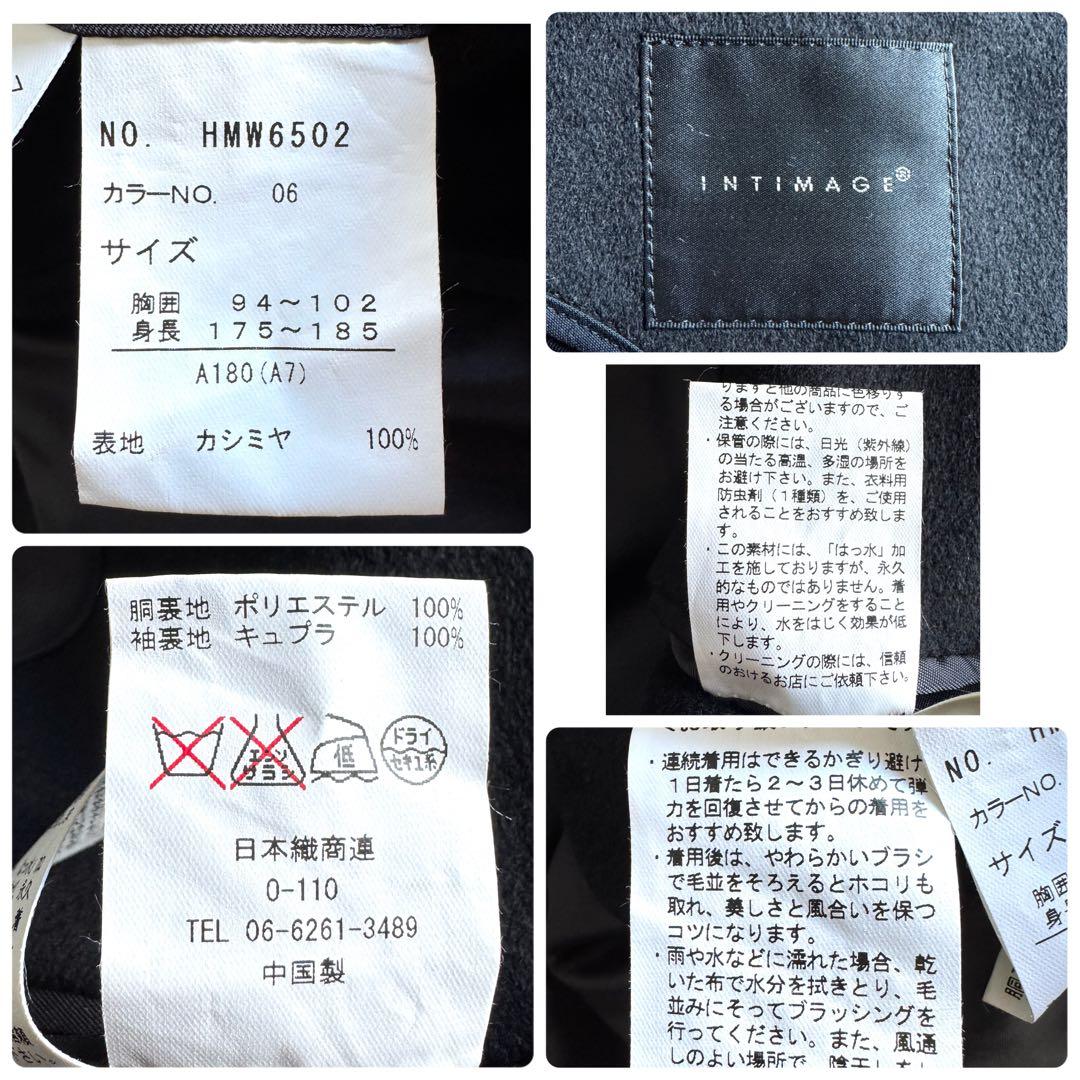 NO. HMW6502
カラーNO. 06
サイズ
胸囲 94～102
身長 175～185
A180(A7)
表地 カシミヤ 100%
INTIMAGE®
りますと他の商品に色移りす
る場合がございますので、ご
注意ください。
・保管の際には、日光（紫外線）
の当たる高温、多湿の場所を
お避け下さい。また、衣料用
防虫剤（１種類）を、ご使用
されることをおすすめ致しま
す。
・この素材には、「はっ水」加
工を施しておりますが、永久
的なものではありません。着
用やクリーニングをすること
により、水をはじく効果が低
下します。
・クリーニングの際には、信頼
のおけるお店にご依頼下さい。
胴裏地 ポリエステル 100%
袖裏地 キュプラ 100%
エンソ
サラシ
低
ドライ
セキユ系
日本織商連
0-110
TEL 06-6261-3489
中国製
・連続着用はできるかぎり避け
１日着たら２～３日休めて弾
力を回復させてからの着用を
おすすめ致します。
・着用後は、やわらかいブラシ
で毛並をそろえるとホコリも
取れ、美しさと風合いを保つ
コツになります。
・雨や水などに濡れた場合、乾
いた布で水分を拭きとり、毛
並みにそってブラッシングを
行ってください。また、風通
しのよい場所で、陰干しをし
NO. HM
カラーNO.
サイズ
胸囲
身長